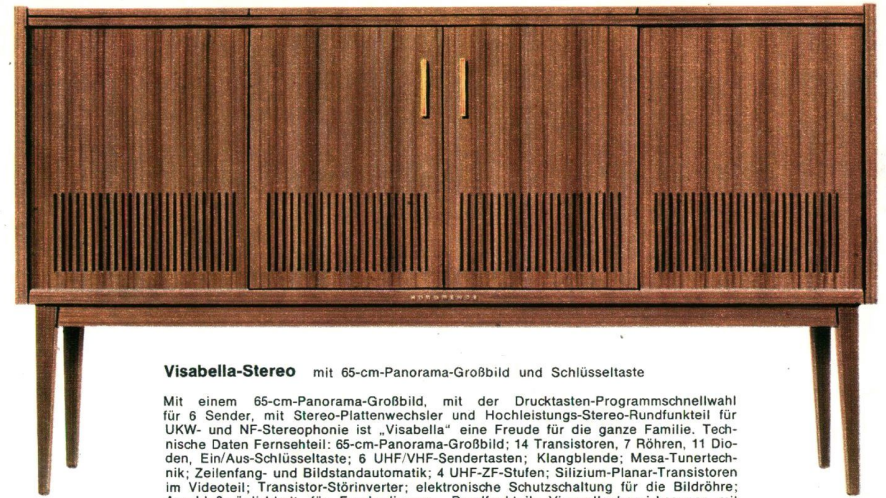 NORDMENDE
Visabella-Stereo mit 65-cm-Panorama-Großbild und Schlüsseltaste
Mit einem 65-cm-Panorama-Großbild, mit der Drucktasten-Programmschnellwahl
für 6 Sender, mit Stereo-Plattenwechsler und Hochleistungs-Stereo-Rundfunkteil für
UKW- und NF-Stereophonie ist „Visabella“ eine Freude für die ganze Familie. Tech-
nische Daten Fernsehteil: 65-cm-Panorama-Großbild; 14 Transistoren, 7 Röhren, 11 Dio-
den, Ein/Aus-Schlüsseltaste; 6 UHF/VHF-Sendertasten; Klangblende; Mesa-Tunertech-
nik; Zeilenfang- und Bildstandautomatik; 4 UHF-ZF-Stufen; Silizium-Planar-Transistoren
im Videoteil; Transistor-Störinverter; elektronische Schutzschaltung für die Bildröhre;